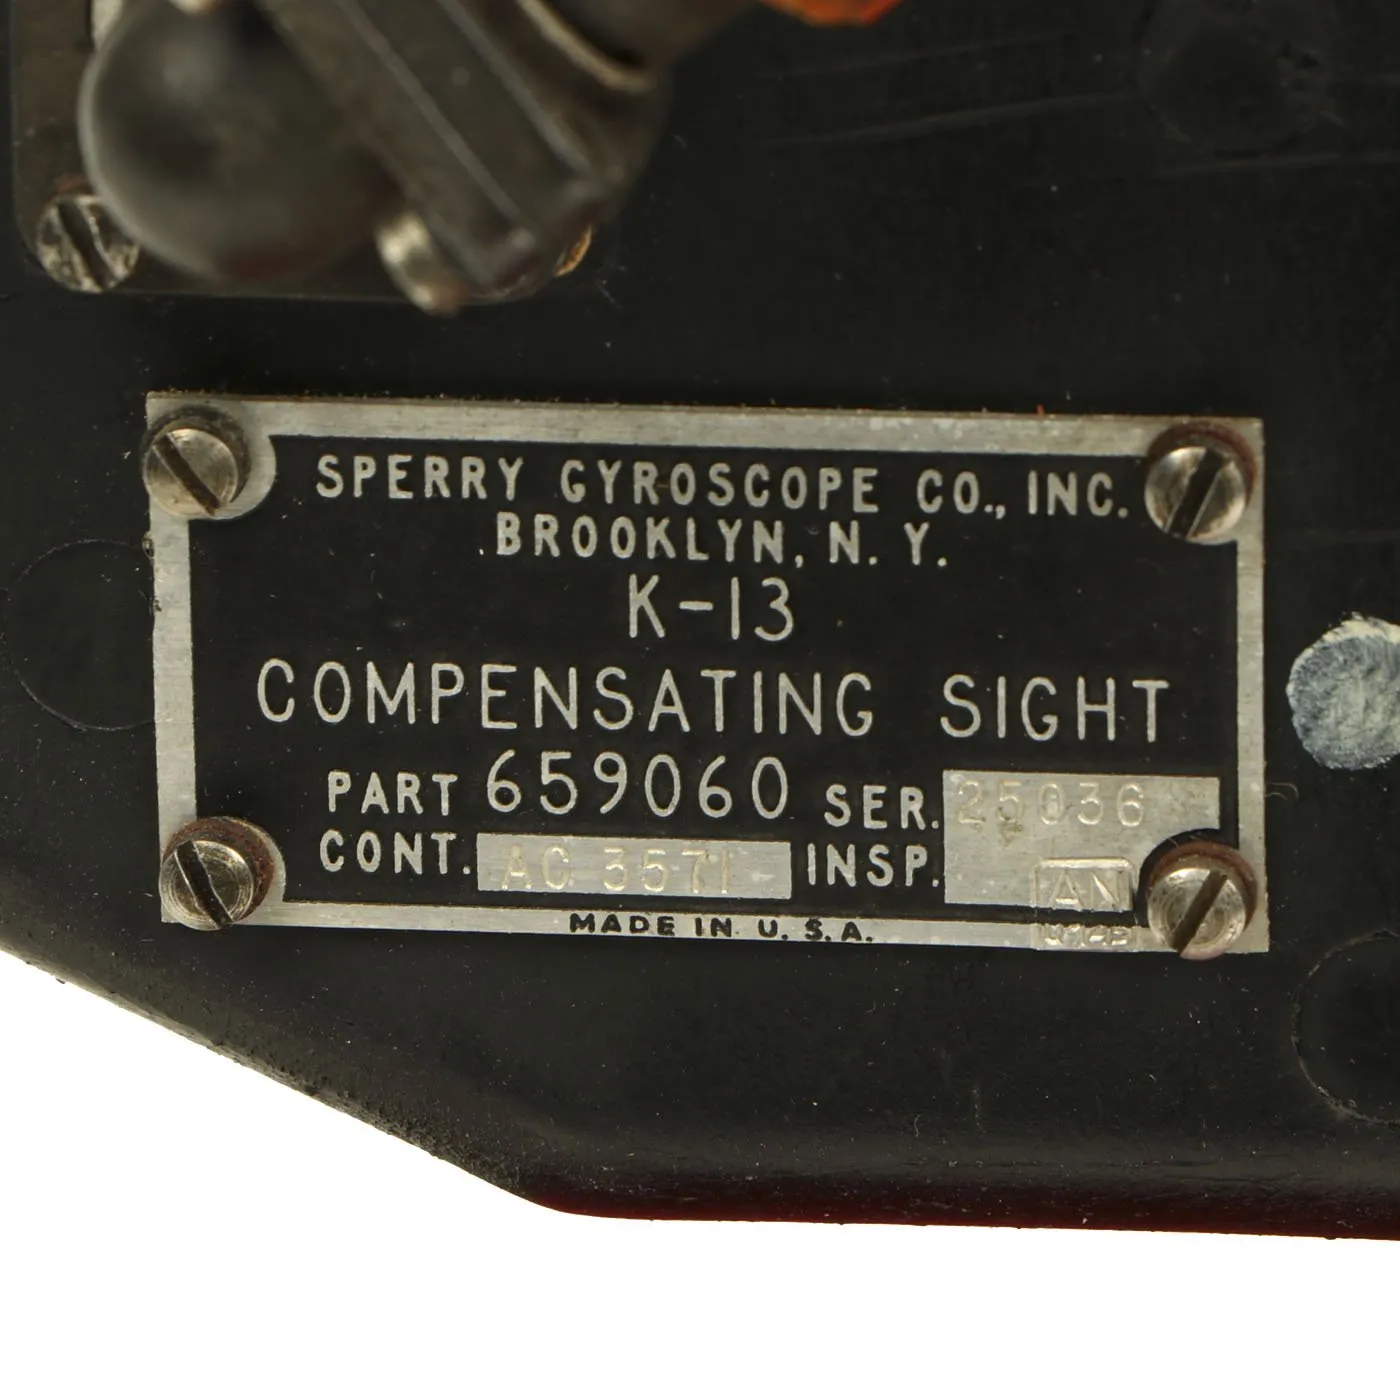 SPERRY GYROSCOPE CO., INC.
BROOKLYN, N. Y.
K-13
COMPENSATING SIGHT
PART 659060 SER. 25036
CONT. AC 3571 INSP. AN
MADE IN U. S. A.